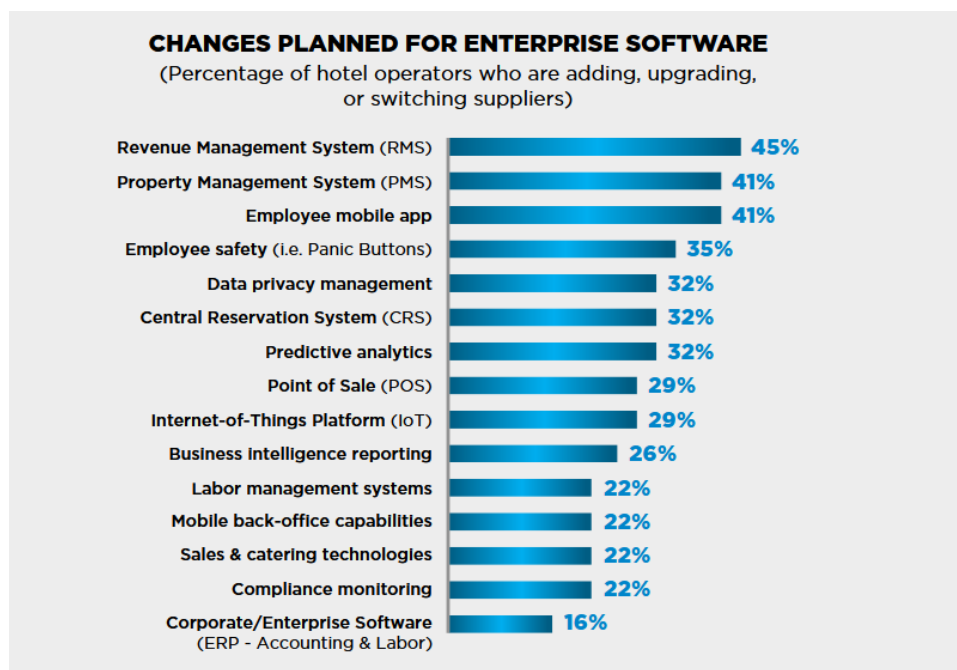 CHANGES PLANNED FOR ENTERPRISE SOFTWARE
(Percentage of hotel operators who are adding, upgrading,
or switching suppliers)
Revenue Management System (RMS) 45%
Property Management System (PMS) 41%
Employee mobile app 41%
Employee safety (i.e. Panic Buttons) 35%
Data privacy management 32%
Central Reservation System (CRS) 32%
Predictive analytics 32%
Point of Sale (POS) 29%
Internet-of-Things Platform (IoT) 29%
Business intelligence reporting 26%
Labor management systems 22%
Mobile back-office capabilities 22%
Sales & catering technologies 22%
Compliance monitoring 22%
Corporate/Enterprise Software 16%
(ERP - Accounting & Labor)